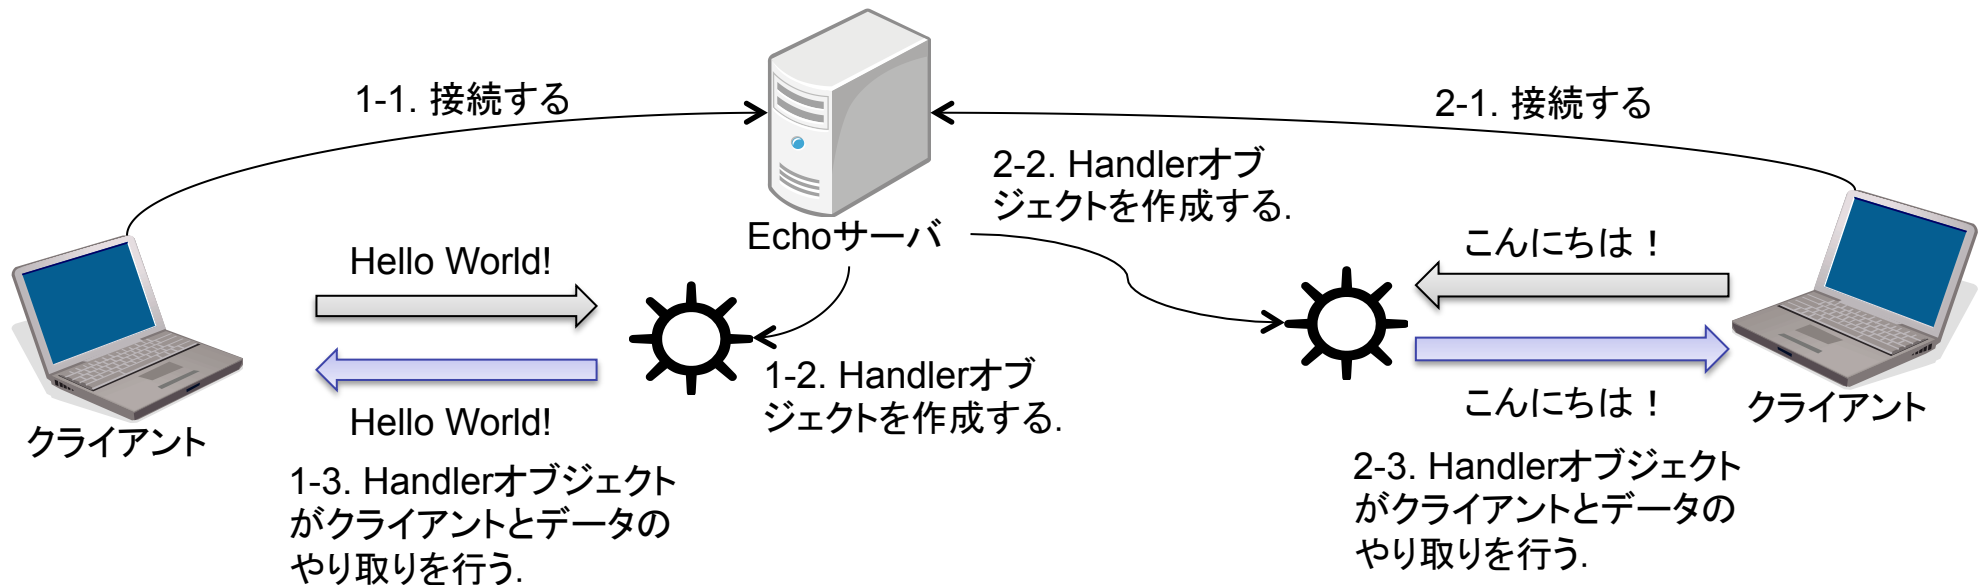 1-1. 接続する
2-1. 接続する
2-2. Handlerオブ
ジェクトを作成する.
Echoサーバ
Hello World!
こんにちは！
1-2. Handlerオブ
ジェクトを作成する.
Hello World!
こんにちは！
クライアント
クライアント
1-3. Handlerオブジェクト
がクライアントとデータの
やり取りを行う.
2-3. Handlerオブジェクト
がクライアントとデータの
やり取りを行う.